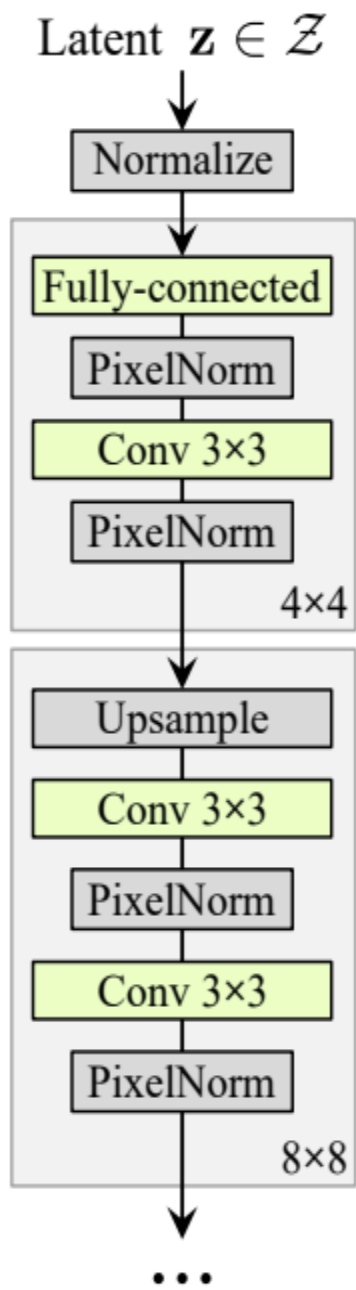 Latent z ∈ 𝒵
Normalize
Fully-connected
PixelNorm
Conv 3×3
PixelNorm
4×4
Upsample
Conv 3×3
PixelNorm
Conv 3×3
PixelNorm
8×8
...